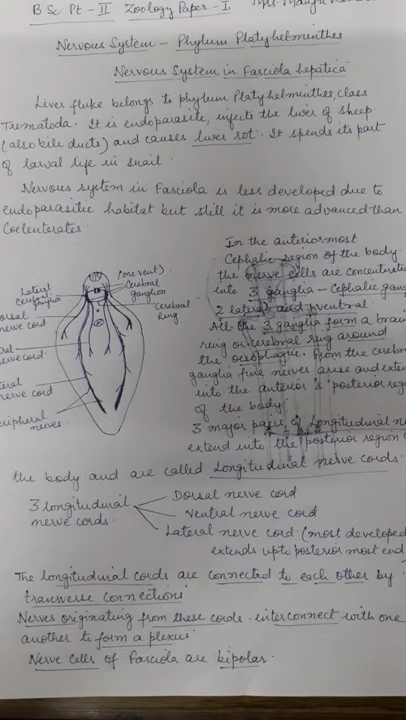 B Sc Pt - II Zoology Paper - I
Nervous System - Phylum Platyhelminthes
Nervous System in Fasciola hepatica
Liver fluke belongs to phylum Platyhelminthes, class
Trematoda. It is endoparasite, infects the liver of sheep
(also bile ducts) and causes liver rot. It spends its part
of larval life in snail.
Nervous system in Fasciola is less developed due to
endoparasitic habitat but still it is more advanced than
Coelenterates.
In the anteriormost
Cephalic region of the body
the nerve cells are concentrated
into 3 ganglia - Cephalic gang
2 lateral and 1 ventral.
All the 3 ganglia form a brain
ring or cerebral ring around
the oesophagus. From the cerebr
ganglia fine nerves arise and exten
into the anterior & posterior reg
of the body.
3 major pairs of Longitudinal n
extend into the posterior region
(one vent).
Cerebral
ganglion
Cerebral
Ring
Lateral
Cerebral
ganglion
nerve cord
nerve cord
nerve cord
nerves
the body and are called Longitudinal nerve cords.
3 longitudinal
nerve cords.
Dorsal nerve cord
Ventral nerve cord
Lateral nerve cord (most developed
extends upto posterior most end
The longitudinal cords are connected to each other by
transverse connections
Nerves originating from these cords interconnect with one
another to form a plexus
Nerve cells of Fasciola are bipolar.